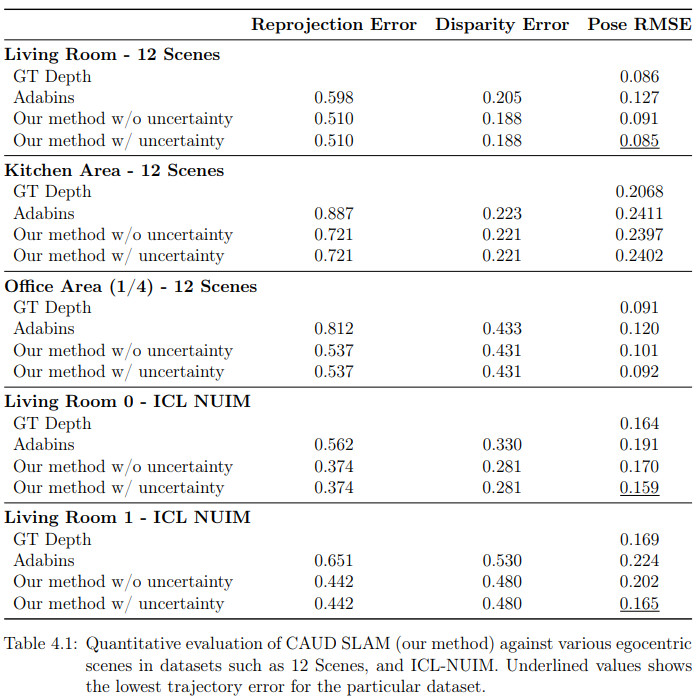 Reprojection Error Disparity Error Pose RMSE
Living Room - 12 Scenes
GT Depth 0.086
Adabins 0.598 0.205 0.127
Our method w/o uncertainty 0.510 0.188 0.091
Our method w/ uncertainty 0.510 0.188 0.085
Kitchen Area - 12 Scenes
GT Depth 0.2068
Adabins 0.887 0.223 0.2411
Our method w/o uncertainty 0.721 0.221 0.2397
Our method w/ uncertainty 0.721 0.221 0.2402
Office Area (1/4) - 12 Scenes
GT Depth 0.091
Adabins 0.812 0.433 0.120
Our method w/o uncertainty 0.537 0.431 0.101
Our method w/ uncertainty 0.537 0.431 0.092
Living Room 0 - ICL NUIM
GT Depth 0.164
Adabins 0.562 0.330 0.191
Our method w/o uncertainty 0.374 0.281 0.170
Our method w/ uncertainty 0.374 0.281 0.159
Living Room 1 - ICL NUIM
GT Depth 0.169
Adabins 0.651 0.530 0.224
Our method w/o uncertainty 0.442 0.480 0.202
Our method w/ uncertainty 0.442 0.480 0.165
Table 4.1: Quantitative evaluation of CAUD SLAM (our method) against various egocentric
scenes in datasets such as 12 Scenes, and ICL-NUIM. Underlined values shows
the lowest trajectory error for the particular dataset.